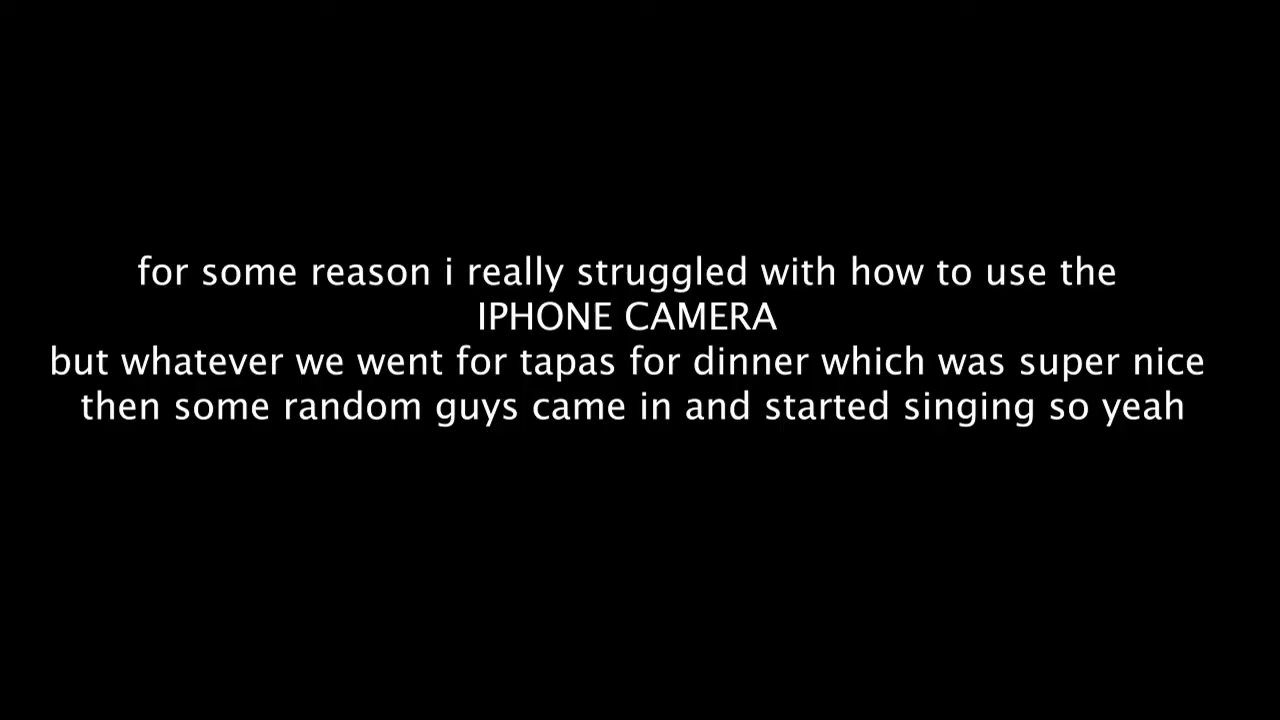 for some reason i really struggled with how to use the
IPHONE CAMERA
but whatever we went for tapas for dinner which was super nice
then some random guys came in and started singing so yeah